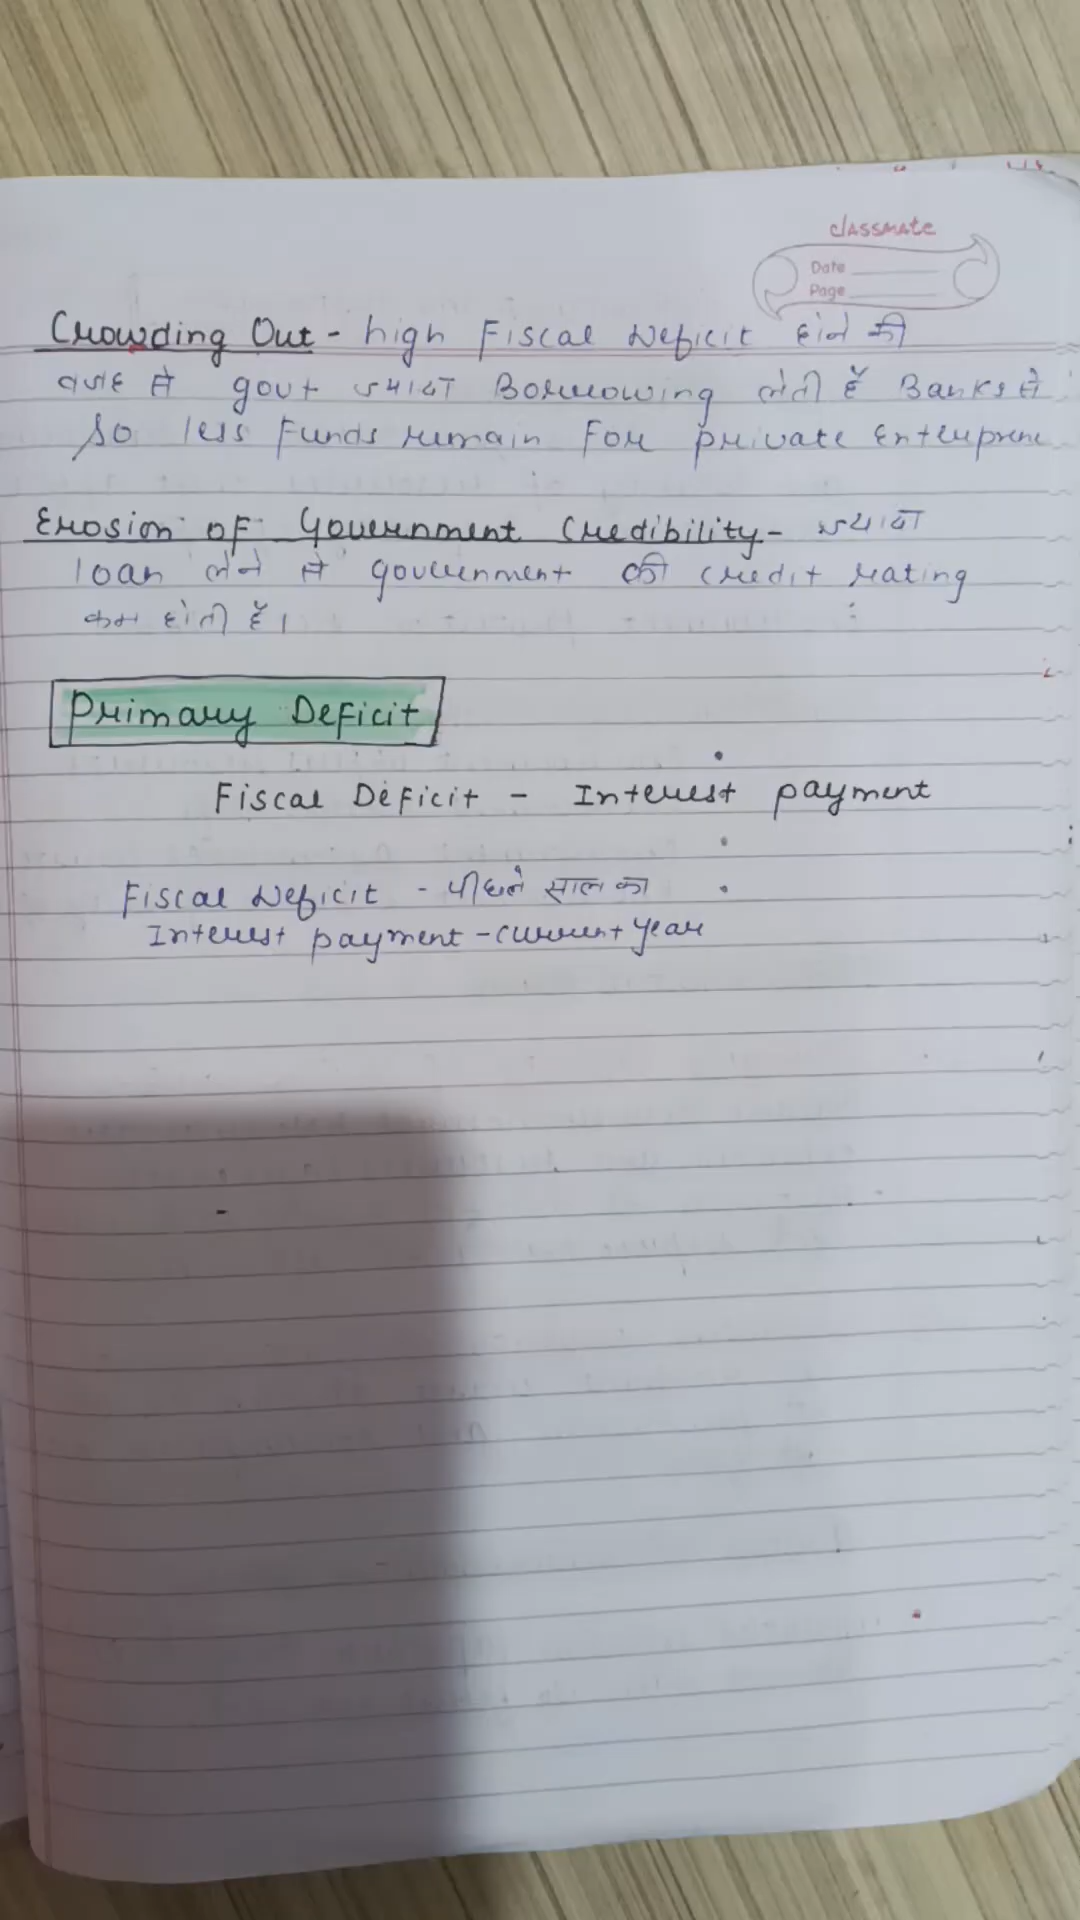 classmate
Date
Page
Crowding Out - high Fiscal Deficit होने की
वजह से govt ज्यादा Borrowing लेती है Banks से
so less Funds remain For private Enterprene
Erosion of Government Credibility - ज्यादा
loan लेने से government की credit rating
कम होती है।
Primary Deficit
Fiscal Deficit - Interest payment
Fiscal Deficit - पीछले साल का
Interest payment - current year